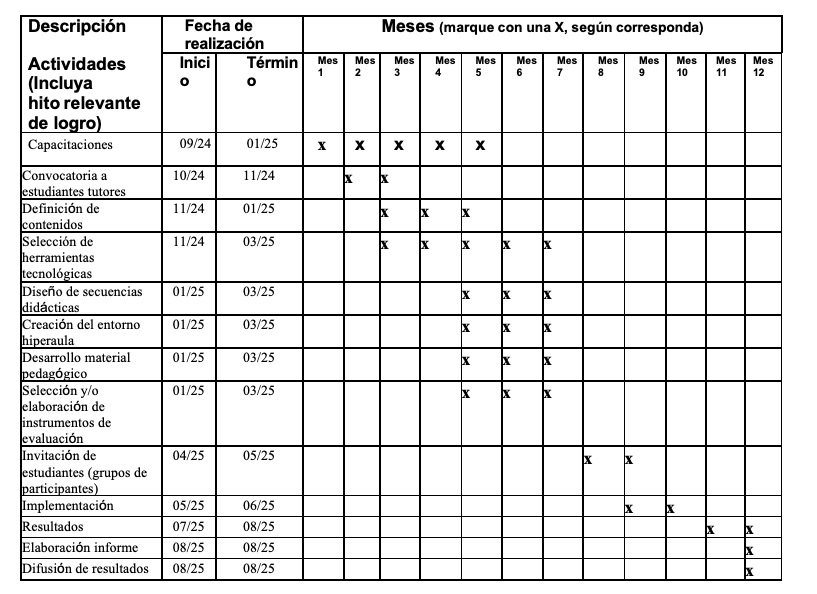 Descripción Fecha de realización Meses (marque con una X, según corresponda)
Actividades (Incluya hito relevante de logro) Inicio Término Mes 1 Mes 2 Mes 3 Mes 4 Mes 5 Mes 6 Mes 7 Mes 8 Mes 9 Mes 10 Mes 11 Mes 12
Capacitaciones 09/24 01/25 x x x x x
Convocatoria a estudiantes tutores 10/24 11/24 x x
Definición de contenidos 11/24 01/25 x x x
Selección de herramientas tecnológicas 11/24 03/25 x x x x x
Diseño de secuencias didácticas 01/25 03/25 x x x
Creación del entorno hiperaula 01/25 03/25 x x x
Desarrollo material pedagógico 01/25 03/25 x x x
Selección y/o elaboración de instrumentos de evaluación 01/25 03/25 x x x
Invitación de estudiantes (grupos de participantes) 04/25 05/25 x x
Implementación 05/25 06/25 x x
Resultados 07/25 08/25 x x
Elaboración informe 08/25 08/25 x
Difusión de resultados 08/25 08/25 x